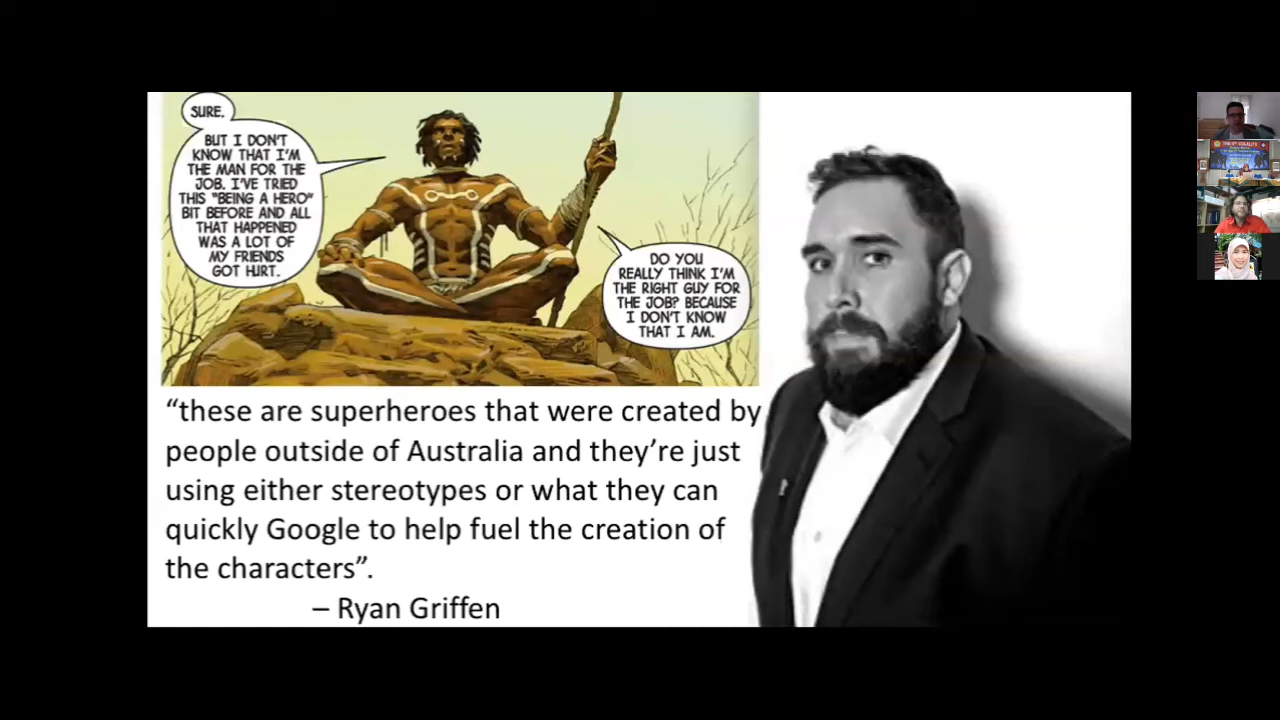 SURE.
BUT I DON'T
KNOW THAT I'M
THE MAN FOR THE
JOB. I'VE TRIED
THIS "BEING A HERO"
BIT BEFORE AND ALL
THAT HAPPENED
WAS A LOT OF
MY FRIENDS
GOT HURT.
DO YOU
REALLY THINK I'M
THE RIGHT GUY FOR
THE JOB? BECAUSE
I DON'T KNOW
THAT I AM.
“these are superheroes that were created by
people outside of Australia and they’re just
using either stereotypes or what they can
quickly Google to help fuel the creation of
the characters”.
– Ryan Griffen